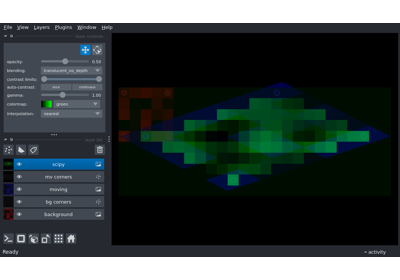 File View Layers Plugins Window Help
opacity: 0.50
blending: translucent_no_depth
contrast limits:
auto-contrast: once continuous
gamma: 1.00
colormap: green
interpolation: nearest
scipy
mv corners
moving
bg corners
background
Ready activity